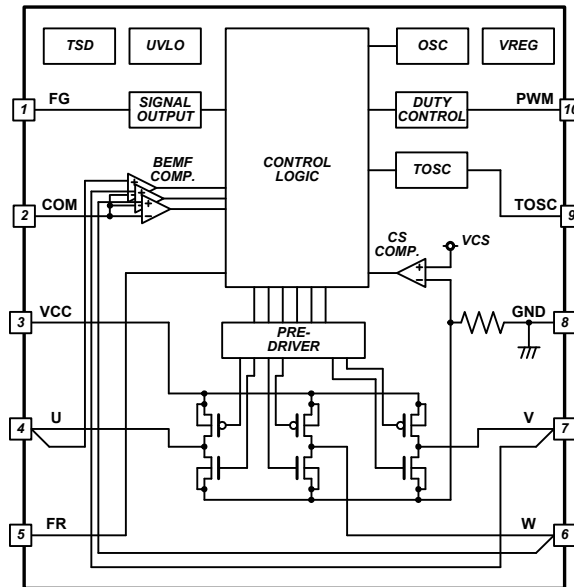 TSD
UVLO
OSC
VREG
1
FG
SIGNAL
OUTPUT
CONTROL
LOGIC
DUTY
CONTROL
PWM
10
BEMF
COMP.
TOSC
2
COM
TOSC
9
CS
COMP.
VCS
3
VCC
GND
8
PRE-
DRIVER
4
U
V
7
5
FR
W
6